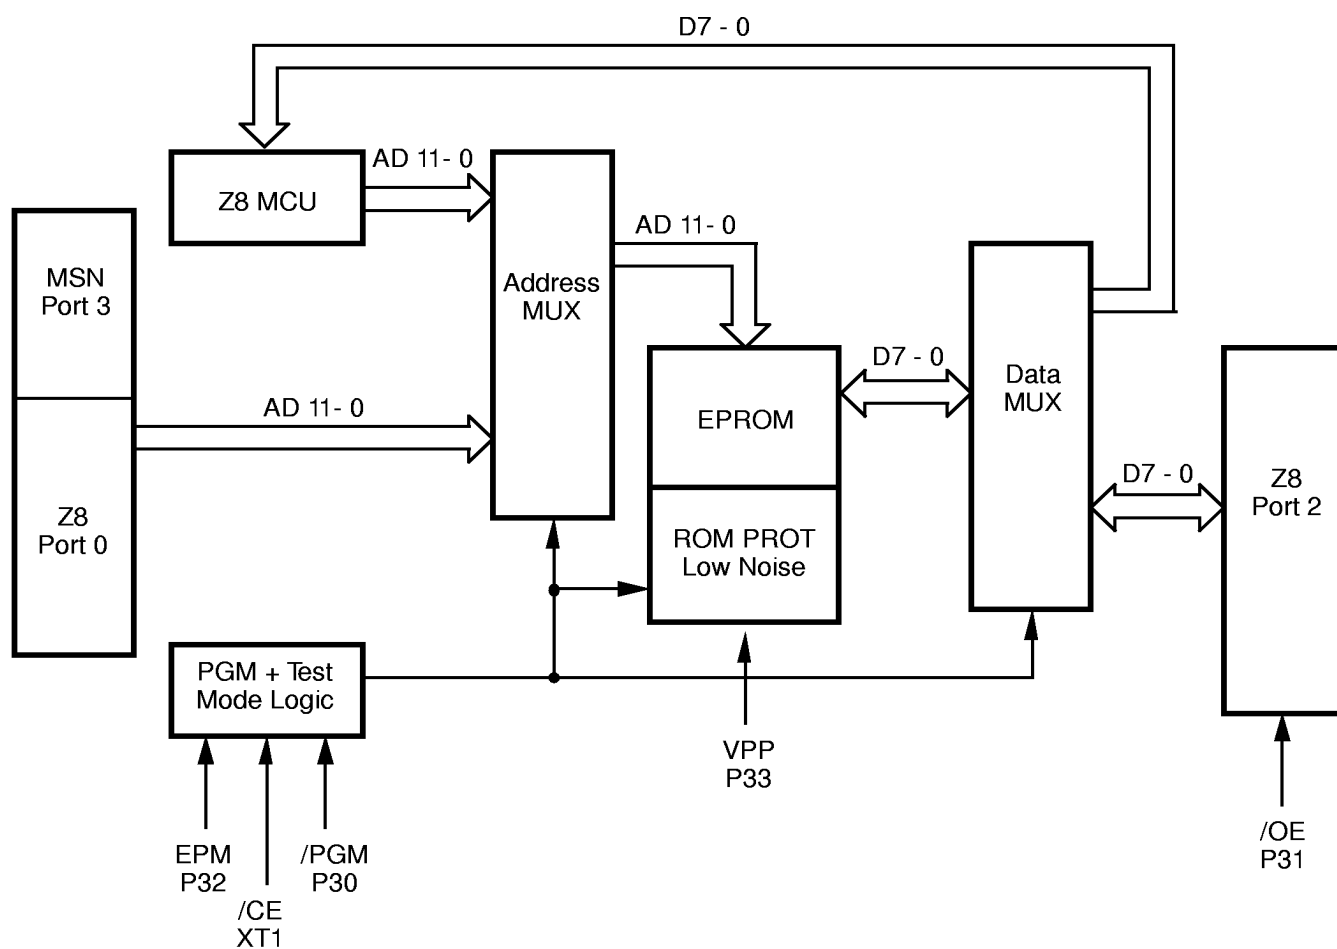 D7 - 0
AD 11- 0
Z8 MCU
AD 11- 0
MSN
Port 3
Address
MUX
D7 - 0
Data
MUX
AD 11- 0
EPROM
D7 - 0
Z8
Port 2
Z8
Port 0
ROM PROT
Low Noise
PGM + Test
Mode Logic
VPP
P33
/OE
P31
EPM
P32
/PGM
P30
/CE
XT1